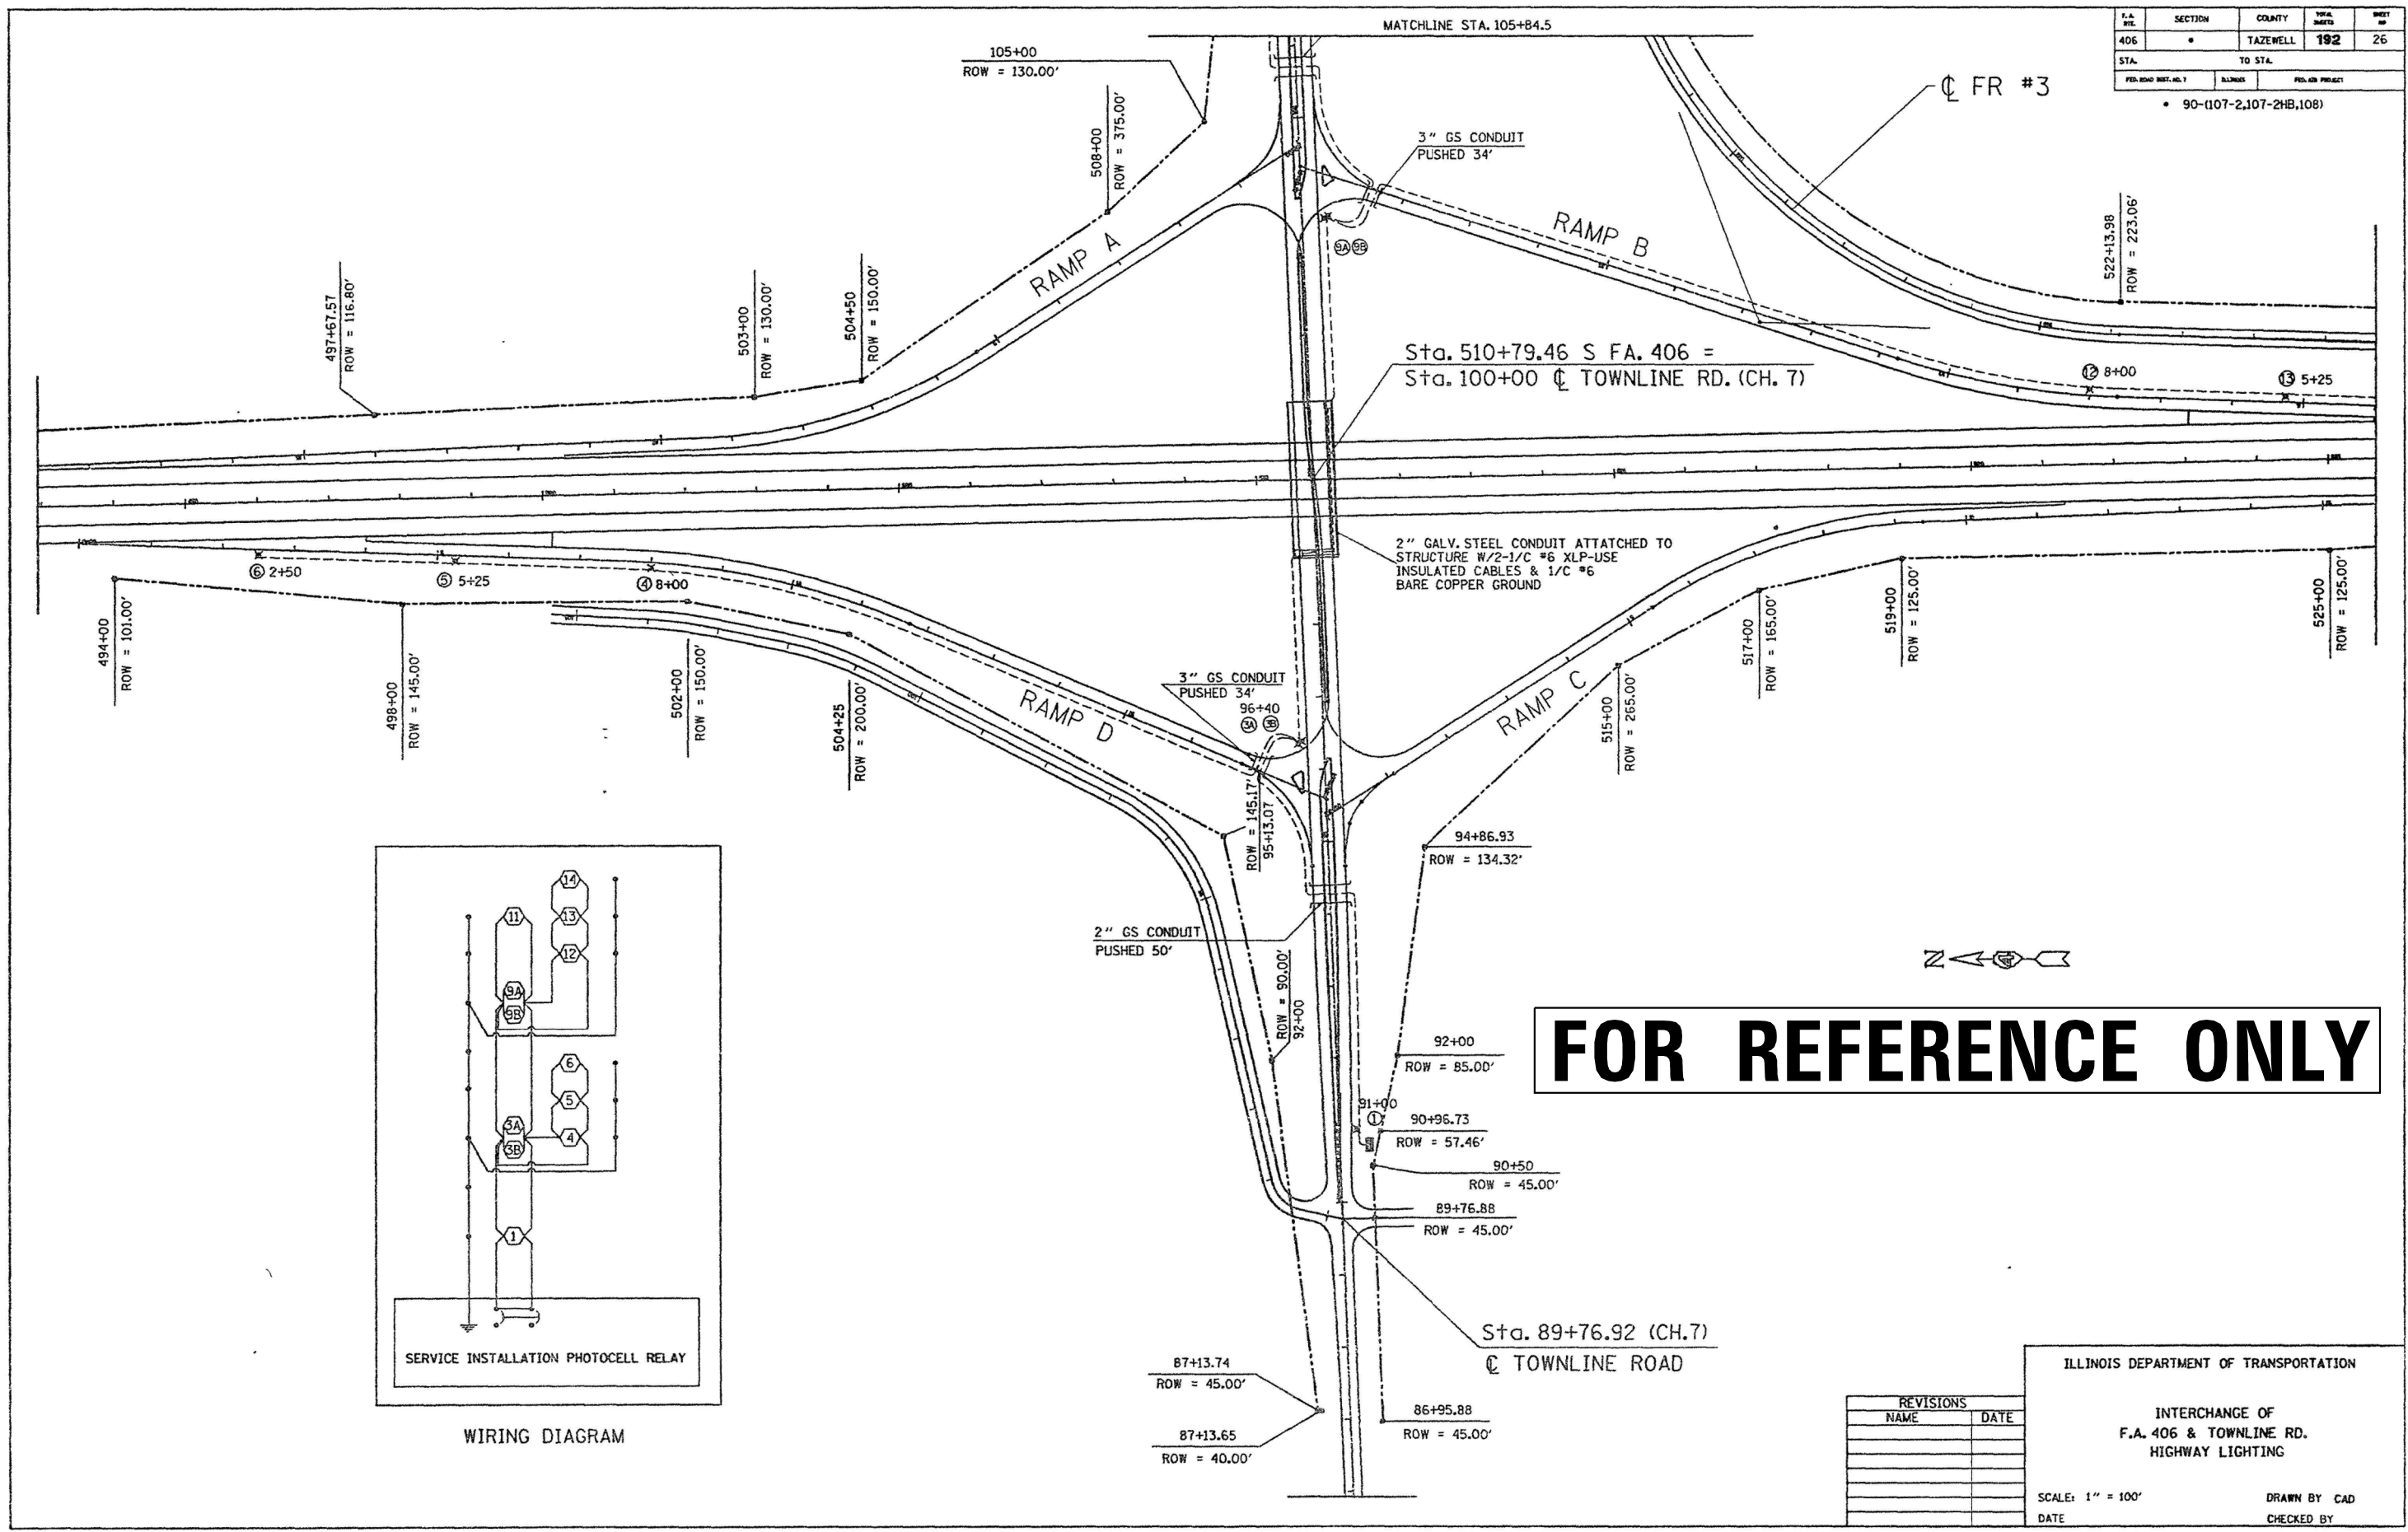 MATCHLINE STA. 105+84.5
F.A. RTE.
SECTION
COUNTY
TOTAL SHEETS
SHEET NO
406
•
TAZEWELL
192
26
STA.
TO STA.
FED. ROAD DIST. NO. 7
ILLINOIS
FED. AID PROJECT
• 90-(107-2,107-2HB,108)
105+00
ROW = 130.00'
508+00
ROW = 375.00'
3" GS CONDUIT
PUSHED 34'
℄ FR #3
497+67.57
ROW = 116.80'
503+00
ROW = 130.00'
504+50
ROW = 150.00'
RAMP A
9A 9B
RAMP B
522+13.98
ROW = 223.06'
Sta. 510+79.46 S FA. 406 =
Sta. 100+00 ℄ TOWNLINE RD. (CH. 7)
12 8+00
13 5+25
6 2+50
5 5+25
4 8+00
2" GALV. STEEL CONDUIT ATTATCHED TO
STRUCTURE W/2-1/C #6 XLP-USE
INSULATED CABLES & 1/C #6
BARE COPPER GROUND
494+00
ROW = 101.00'
498+00
ROW = 145.00'
502+00
ROW = 150.00'
504+25
ROW = 200.00'
RAMP D
3" GS CONDUIT
PUSHED 34'
96+40
3A 3B
RAMP C
515+00
ROW = 265.00'
517+00
ROW = 165.00'
519+00
ROW = 125.00'
525+00
ROW = 125.00'
ROW = 145.17'
95+13.07
94+86.93
ROW = 134.32'
2" GS CONDUIT
PUSHED 50'
ROW = 90.00'
92+00
N
FOR REFERENCE ONLY
92+00
ROW = 85.00'
91+00
1
90+96.73
ROW = 57.46'
90+50
ROW = 45.00'
89+76.88
ROW = 45.00'
14
11
13
12
9A
9B
6
5
3A
4
3B
1
SERVICE INSTALLATION PHOTOCELL RELAY
WIRING DIAGRAM
Sta. 89+76.92 (CH.7)
℄ TOWNLINE ROAD
87+13.74
ROW = 45.00'
87+13.65
ROW = 40.00'
86+95.88
ROW = 45.00'
REVISIONS
NAME
DATE
ILLINOIS DEPARTMENT OF TRANSPORTATION
INTERCHANGE OF
F.A. 406 & TOWNLINE RD.
HIGHWAY LIGHTING
SCALE: 1" = 100'
DRAWN BY CAD
DATE
CHECKED BY